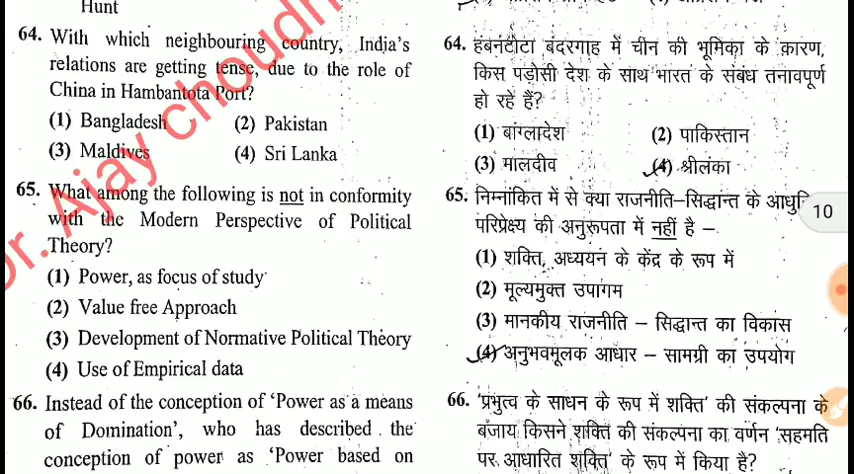 Hunt
64. With which neighbouring country, India's
relations are getting tense, due to the role of
China in Hambantota Port?
(1) Bangladesh (2) Pakistan
(3) Maldives (4) Sri Lanka
65. What among the following is not in conformity
with the Modern Perspective of Political
Theory?
(1) Power, as focus of study
(2) Value free Approach
(3) Development of Normative Political Theory
(4) Use of Empirical data
66. Instead of the conception of 'Power as a means
of Domination', who has described the
conception of power as 'Power based on
64. हंबनटोटा बंदरगाह में चीन की भूमिका के कारण,
किस पड़ोसी देश के साथ भारत के संबंध तनावपूर्ण
हो रहे हैं?
(1) बांग्लादेश (2) पाकिस्तान
(3) मालदीव (4) श्रीलंका
65. निम्नांकित में से क्या राजनीति-सिद्धान्त के
परिप्रेक्ष्य की अनुरूपता में नहीं है –
(1) शक्ति, अध्ययन के केंद्र के रूप में
(2) मूल्यमुक्त उपागम
(3) मानकीय राजनीति – सिद्धान्त का विकास
(4) अनुभवमूलक आधार – सामग्री का उपयोग
66. 'प्रभुत्व के साधन के रूप में शक्ति' की संकल्पना के
बंजाय किसने शक्ति की संकल्पना का वर्णन 'सहमति
पर आधारित शक्ति' के रूप में किया है?
10
Dr. Ajay choudh